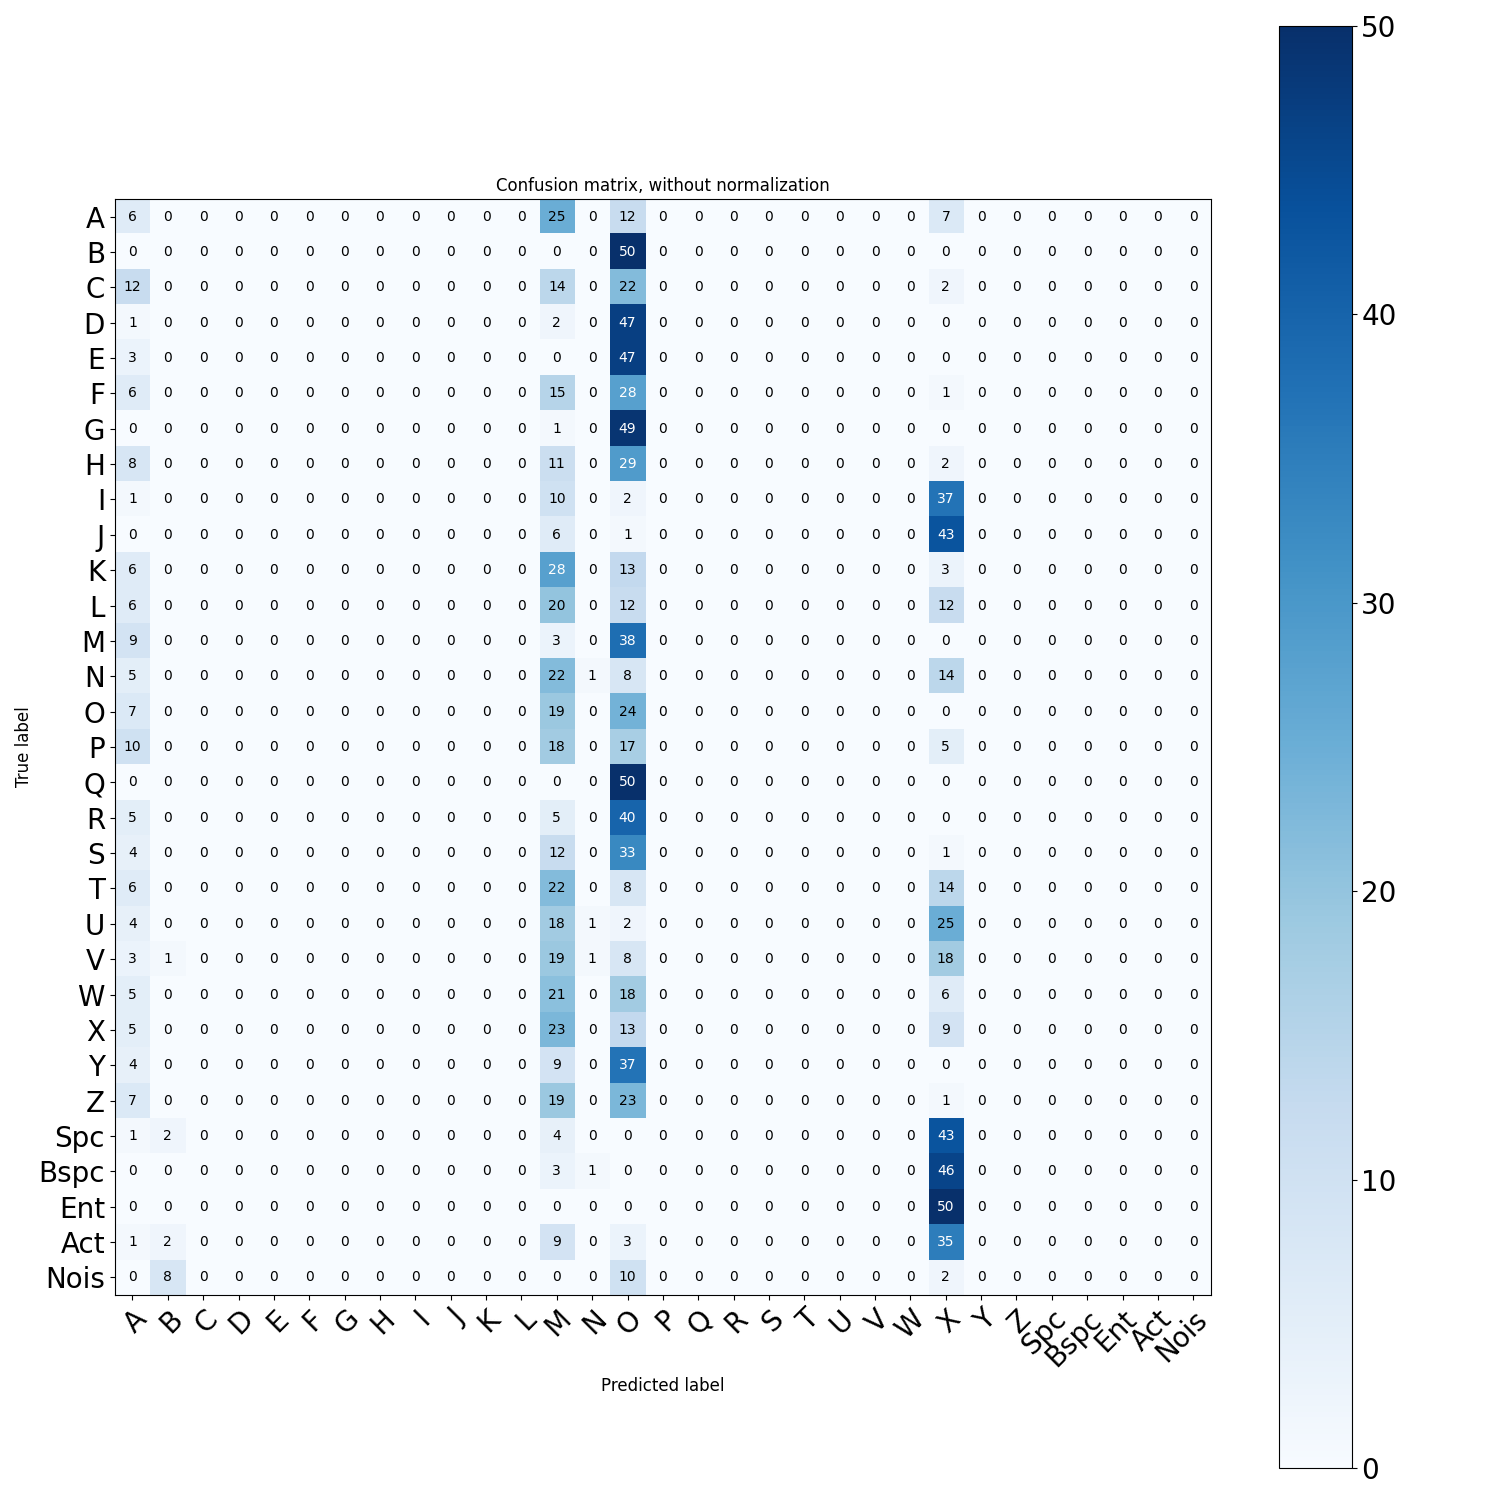 Confusion matrix, without normalization
A 6 0 0 0 0 0 0 0 0 0 0 0 25 0 12 0 0 0 0 0 0 0 0 7 0 0 0 0 0 0 0
B 0 0 0 0 0 0 0 0 0 0 0 0 0 0 50 0 0 0 0 0 0 0 0 0 0 0 0 0 0 0 0
C 12 0 0 0 0 0 0 0 0 0 0 0 14 0 22 0 0 0 0 0 0 0 0 2 0 0 0 0 0 0 0
D 1 0 0 0 0 0 0 0 0 0 0 0 2 0 47 0 0 0 0 0 0 0 0 0 0 0 0 0 0 0 0
E 3 0 0 0 0 0 0 0 0 0 0 0 0 0 47 0 0 0 0 0 0 0 0 0 0 0 0 0 0 0 0
F 6 0 0 0 0 0 0 0 0 0 0 0 15 0 28 0 0 0 0 0 0 0 0 1 0 0 0 0 0 0 0
G 0 0 0 0 0 0 0 0 0 0 0 0 1 0 49 0 0 0 0 0 0 0 0 0 0 0 0 0 0 0 0
H 8 0 0 0 0 0 0 0 0 0 0 0 11 0 29 0 0 0 0 0 0 0 0 2 0 0 0 0 0 0 0
I 1 0 0 0 0 0 0 0 0 0 0 0 10 0 2 0 0 0 0 0 0 0 0 37 0 0 0 0 0 0 0
J 0 0 0 0 0 0 0 0 0 0 0 0 6 0 1 0 0 0 0 0 0 0 0 43 0 0 0 0 0 0 0
K 6 0 0 0 0 0 0 0 0 0 0 0 28 0 13 0 0 0 0 0 0 0 0 3 0 0 0 0 0 0 0
L 6 0 0 0 0 0 0 0 0 0 0 0 20 0 12 0 0 0 0 0 0 0 0 12 0 0 0 0 0 0 0
M 9 0 0 0 0 0 0 0 0 0 0 0 3 0 38 0 0 0 0 0 0 0 0 0 0 0 0 0 0 0 0
N 5 0 0 0 0 0 0 0 0 0 0 0 22 1 8 0 0 0 0 0 0 0 0 14 0 0 0 0 0 0 0
O 7 0 0 0 0 0 0 0 0 0 0 0 19 0 24 0 0 0 0 0 0 0 0 0 0 0 0 0 0 0 0
P 10 0 0 0 0 0 0 0 0 0 0 0 18 0 17 0 0 0 0 0 0 0 0 5 0 0 0 0 0 0 0
Q 0 0 0 0 0 0 0 0 0 0 0 0 0 0 50 0 0 0 0 0 0 0 0 0 0 0 0 0 0 0 0
R 5 0 0 0 0 0 0 0 0 0 0 0 5 0 40 0 0 0 0 0 0 0 0 0 0 0 0 0 0 0 0
S 4 0 0 0 0 0 0 0 0 0 0 0 12 0 33 0 0 0 0 0 0 0 0 1 0 0 0 0 0 0 0
T 6 0 0 0 0 0 0 0 0 0 0 0 22 0 8 0 0 0 0 0 0 0 0 14 0 0 0 0 0 0 0
U 4 0 0 0 0 0 0 0 0 0 0 0 18 1 2 0 0 0 0 0 0 0 0 25 0 0 0 0 0 0 0
V 3 1 0 0 0 0 0 0 0 0 0 0 19 1 8 0 0 0 0 0 0 0 0 18 0 0 0 0 0 0 0
W 5 0 0 0 0 0 0 0 0 0 0 0 21 0 18 0 0 0 0 0 0 0 0 6 0 0 0 0 0 0 0
X 5 0 0 0 0 0 0 0 0 0 0 0 23 0 13 0 0 0 0 0 0 0 0 9 0 0 0 0 0 0 0
Y 4 0 0 0 0 0 0 0 0 0 0 0 9 0 37 0 0 0 0 0 0 0 0 0 0 0 0 0 0 0 0
Z 7 0 0 0 0 0 0 0 0 0 0 0 19 0 23 0 0 0 0 0 0 0 0 1 0 0 0 0 0 0 0
Spc 1 2 0 0 0 0 0 0 0 0 0 0 4 0 0 0 0 0 0 0 0 0 0 43 0 0 0 0 0 0 0
Bspc 0 0 0 0 0 0 0 0 0 0 0 0 3 1 0 0 0 0 0 0 0 0 0 46 0 0 0 0 0 0 0
Ent 0 0 0 0 0 0 0 0 0 0 0 0 0 0 0 0 0 0 0 0 0 0 0 50 0 0 0 0 0 0 0
Act 1 2 0 0 0 0 0 0 0 0 0 0 9 0 3 0 0 0 0 0 0 0 0 35 0 0 0 0 0 0 0
Nois 0 8 0 0 0 0 0 0 0 0 0 0 0 0 10 0 0 0 0 0 0 0 0 2 0 0 0 0 0 0 0
A B C D E F G H I J K L M N O P Q R S T U V W X Y Z Spc Bspc Ent Act Nois
Predicted label
True label
50
40
30
20
10
0